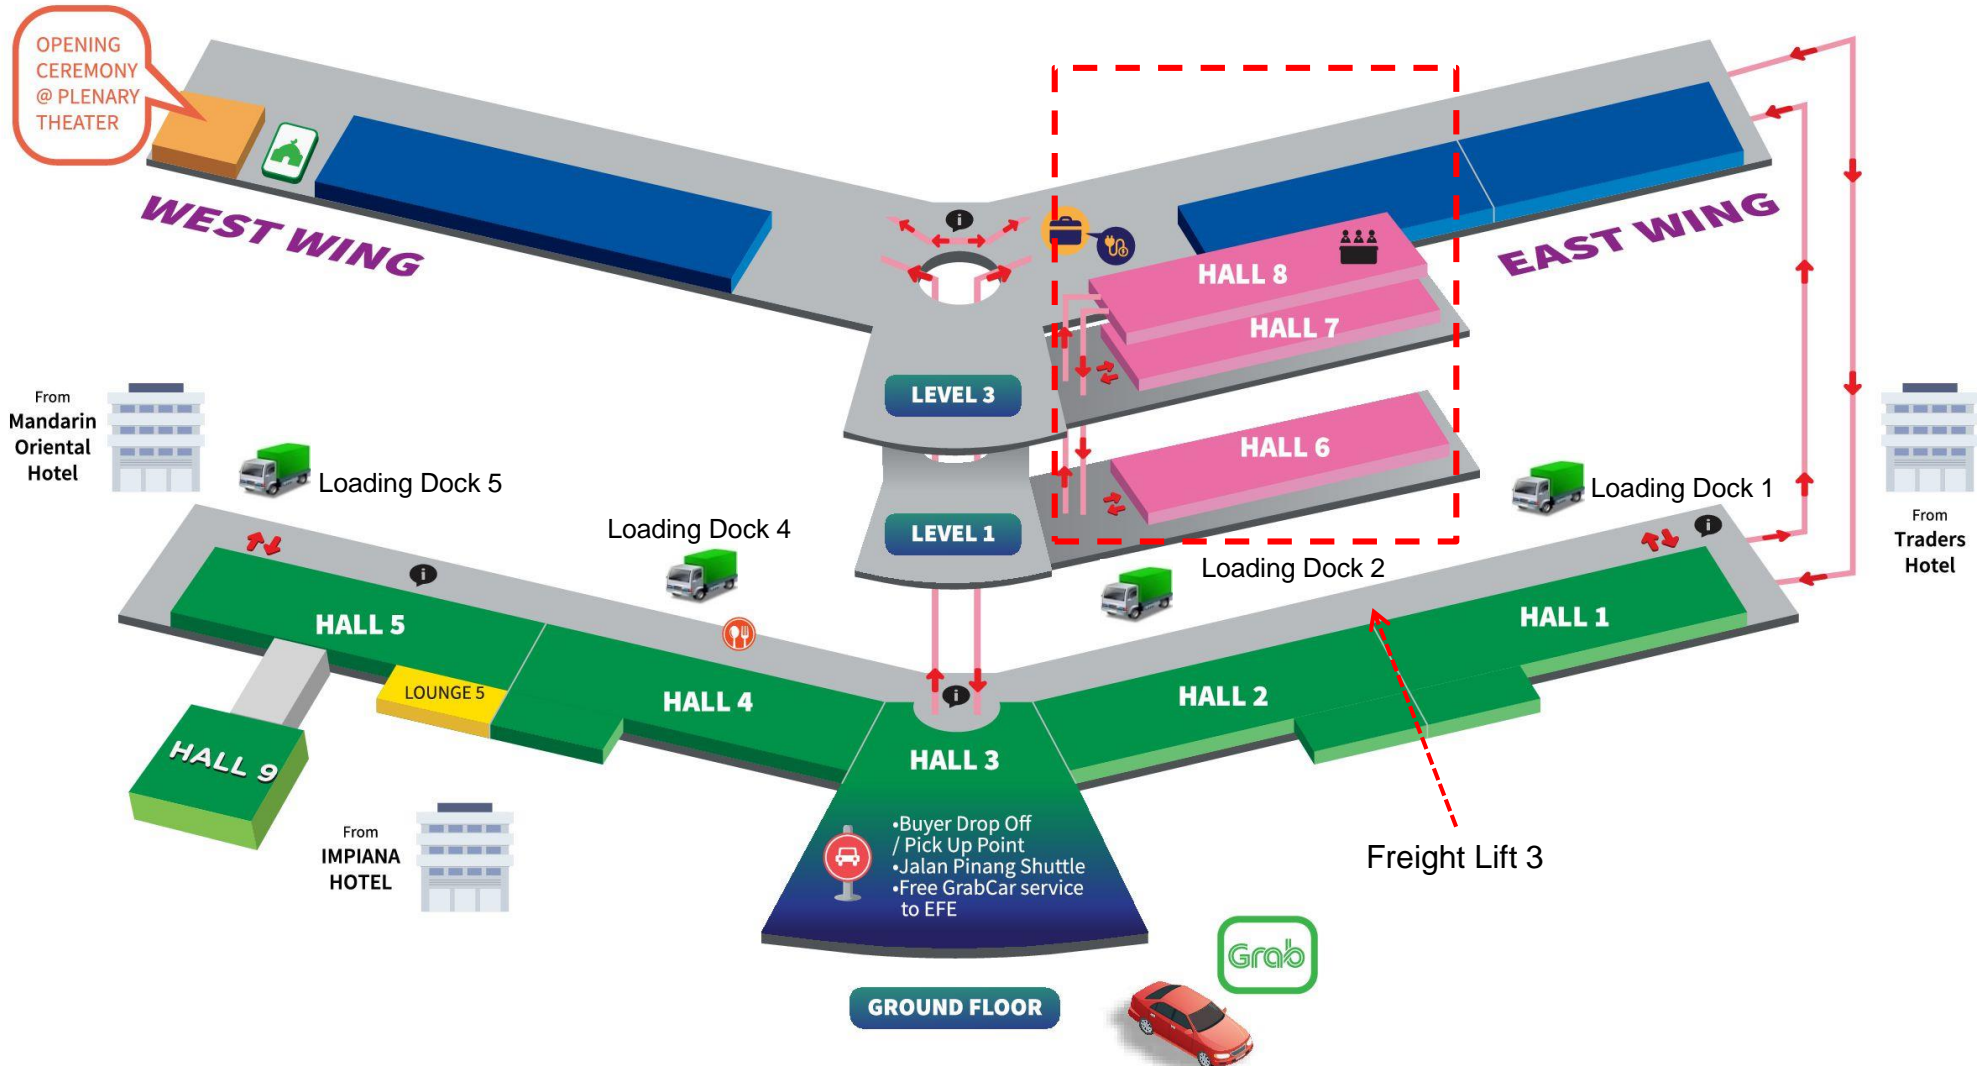 OPENING
CEREMONY
@ PLENARY
THEATER
WEST WING
EAST WING
HALL 8
HALL 7
LEVEL 3
HALL 6
LEVEL 1
From
Mandarin
Oriental
Hotel
Loading Dock 5
Loading Dock 4
Loading Dock 2
Loading Dock 1
From
Traders
Hotel
HALL 5
LOUNGE 5
HALL 4
HALL 9
HALL 3
HALL 2
HALL 1
•Buyer Drop Off
/ Pick Up Point
•Jalan Pinang Shuttle
•Free GrabCar service
to EFE
From
IMPIANA
HOTEL
Freight Lift 3
Grab
GROUND FLOOR
i
i
i
i